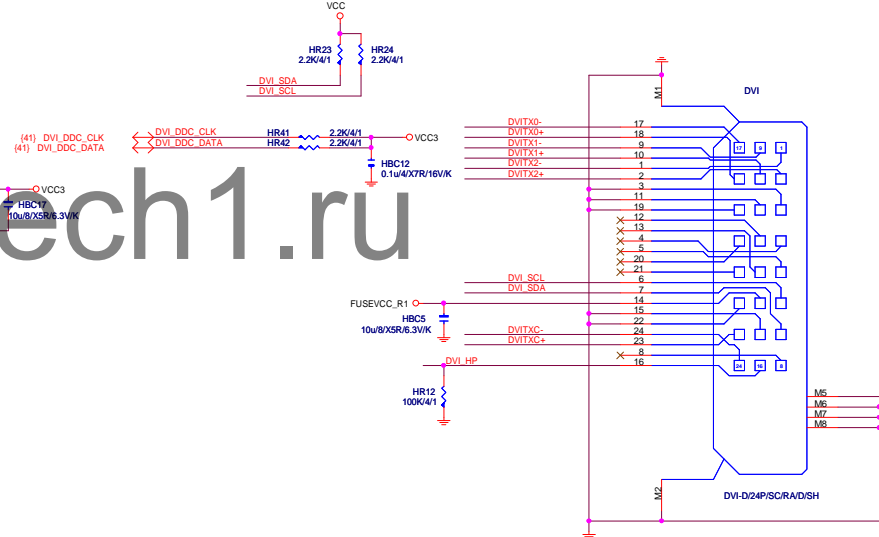 VCC
HR23
2.2K/4/1
HR24
2.2K/4/1
DVI_SDA
DVI_SCL
{41} DVI_DDC_CLK
{41} DVI_DDC_DATA
DVI_DDC_CLK
DVI_DDC_DATA
HR41
HR42
2.2K/4/1
2.2K/4/1
VCC3
HBC12
0.1u/4/X7R/16V/K
VCC3
HBC17
10u/8/X5R/6.3V/K
ech1.ru
DVI
M1
DVITX0-
DVITX0+
DVITX1-
DVITX1+
DVITX2-
DVITX2+
17
18
9
10
1
2
3
11
19
12
13
4
5
20
21
6
7
14
15
22
24
23
8
16
17 9 1
24 16 8
DVI_SCL
DVI_SDA
FUSEVCC_R1
HBC5
10u/8/X5R/6.3V/K
DVITXC-
DVITXC+
DVI_HP
HR12
100K/4/1
M5
M6
M7
M8
M2
DVI-D/24P/SC/RA/D/SH